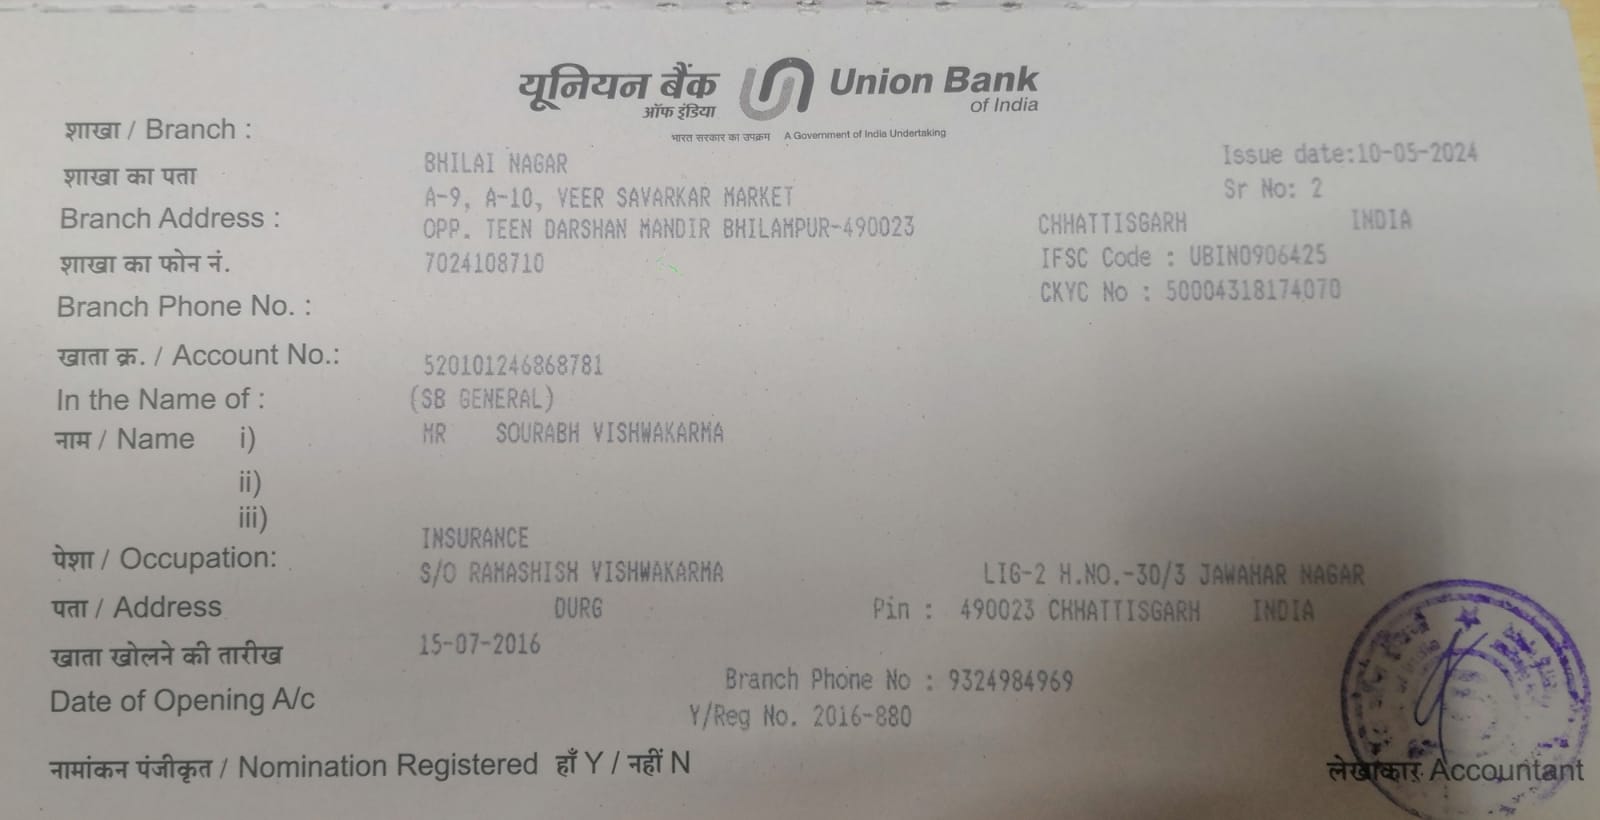 यूनियन बैंक Union Bank
ऑफ इंडिया of India
भारत सरकार का उपक्रम A Government of India Undertaking
शाखा / Branch :
BHILAI NAGAR Issue date:10-05-2024
शाखा का पता A-9, A-10, VEER SAVARKAR MARKET Sr No: 2
Branch Address : OPP. TEEN DARSHAN MANDIR BHILAMPUR-490023 CHHATTISGARH INDIA
शाखा का फोन नं. 7024108710 IFSC Code : UBIN0906425
Branch Phone No. : CKYC No : 50004318174070
खाता क्र. / Account No.: 520101246868781
In the Name of : (SB GENERAL)
नाम / Name i) MR SOURABH VISHWAKARMA
ii)
iii)
पेशा / Occupation: INSURANCE
S/O RAMASHISH VISHWAKARMA LIG-2 H.NO.-30/3 JAWAHAR NAGAR
पता / Address DURG Pin : 490023 CHHATTISGARH INDIA
खाता खोलने की तारीख 15-07-2016
Date of Opening A/c Branch Phone No : 9324984969
Y/Reg No. 2016-880
नामांकन पंजीकृत / Nomination Registered हाँ Y / नहीं N
लेखाकार Accountant